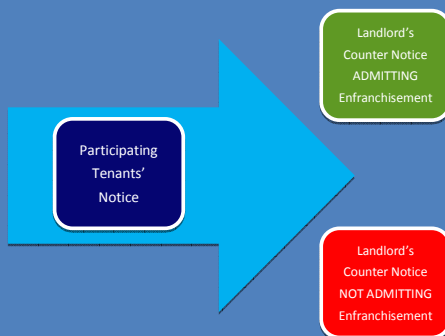 Landlord's
Counter Notice
ADMITTING
Enfranchisement
Participating
Tenants'
Notice
Landlord's
Counter Notice
NOT ADMITTING
Enfranchisement